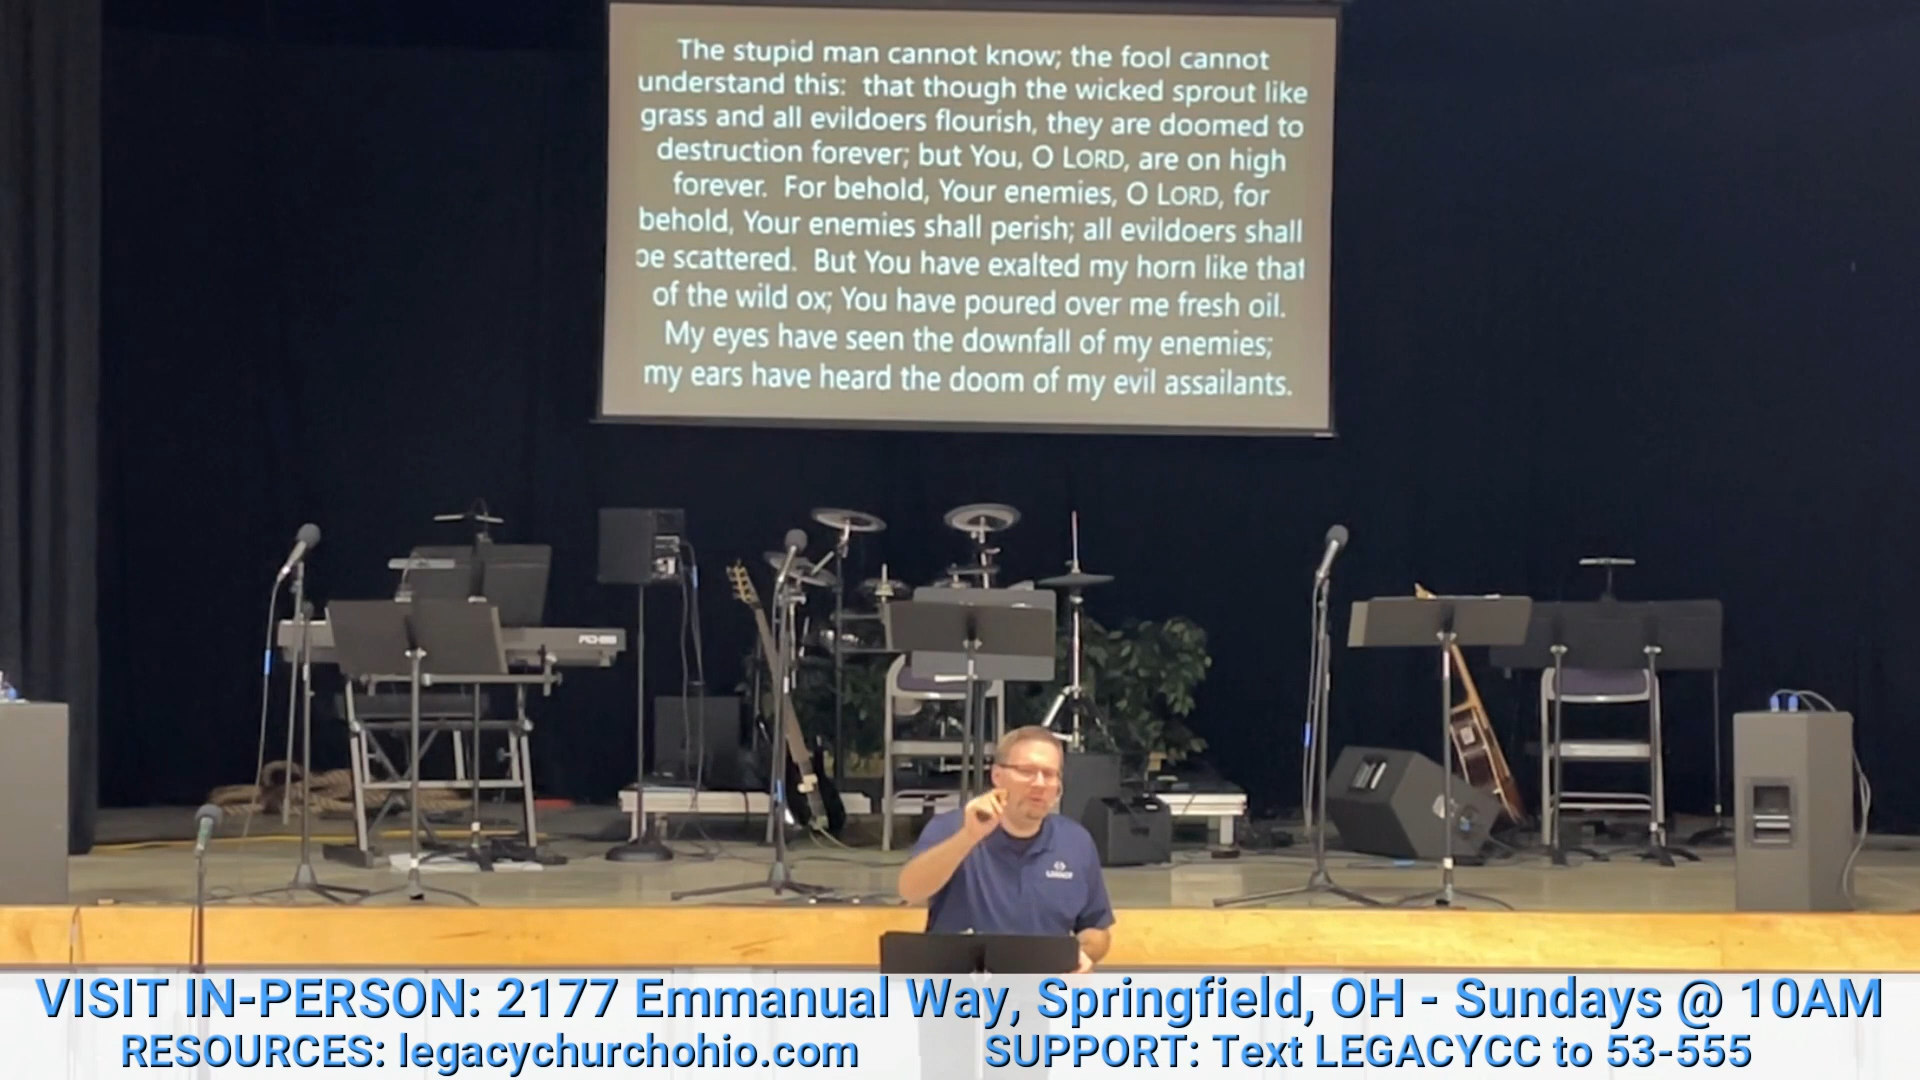 The stupid man cannot know; the fool cannot
understand this: that though the wicked sprout like
grass and all evildoers flourish, they are doomed to
destruction forever; but You, O LORD, are on high
forever. For behold, Your enemies, O LORD, for
behold, Your enemies shall perish; all evildoers shall
be scattered. But You have exalted my horn like that
of the wild ox; You have poured over me fresh oil.
My eyes have seen the downfall of my enemies;
my ears have heard the doom of my evil assailants.
LEGACY
VISIT IN-PERSON: 2177 Emmanual Way, Springfield, OH - Sundays @ 10AM
RESOURCES: legacychurchohio.com
SUPPORT: Text LEGACYCC to 53-555